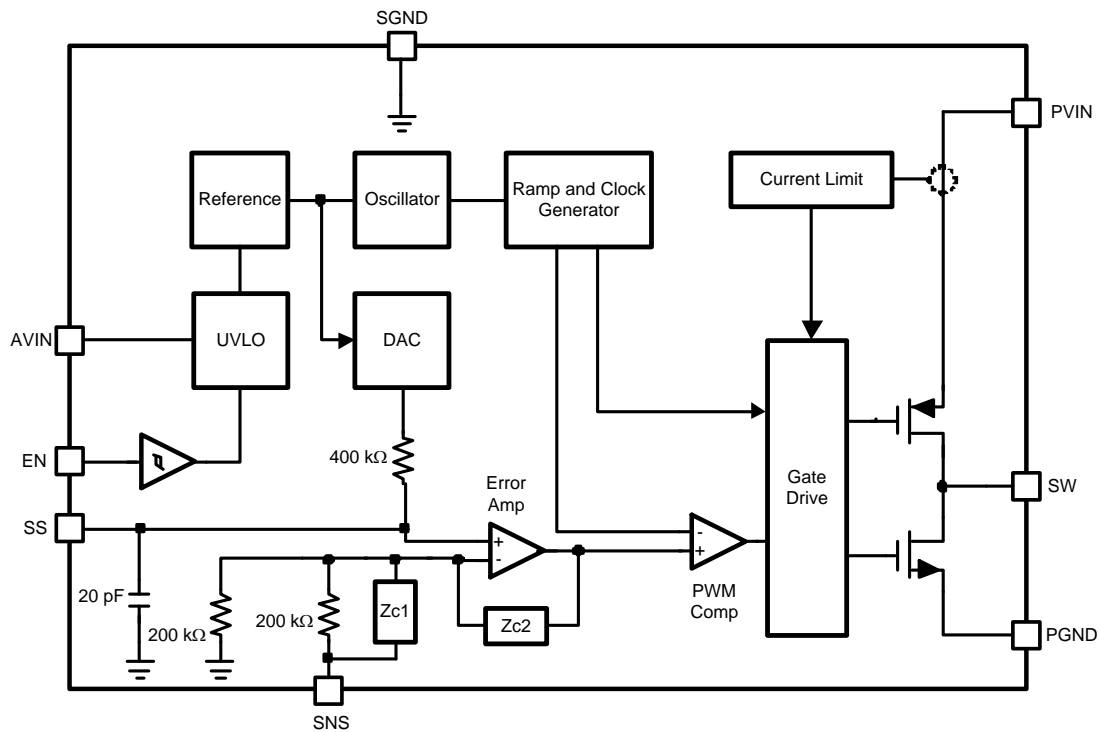 SGND
PVIN
Reference
Oscillator
Ramp and Clock
Generator
Current Limit
AVIN
UVLO
DAC
EN
400 kΩ
Error
Amp
Gate
Drive
SW
SS
+
-
-
+
20 pF
200 kΩ
200 kΩ
Zc1
Zc2
PWM
Comp
PGND
SNS